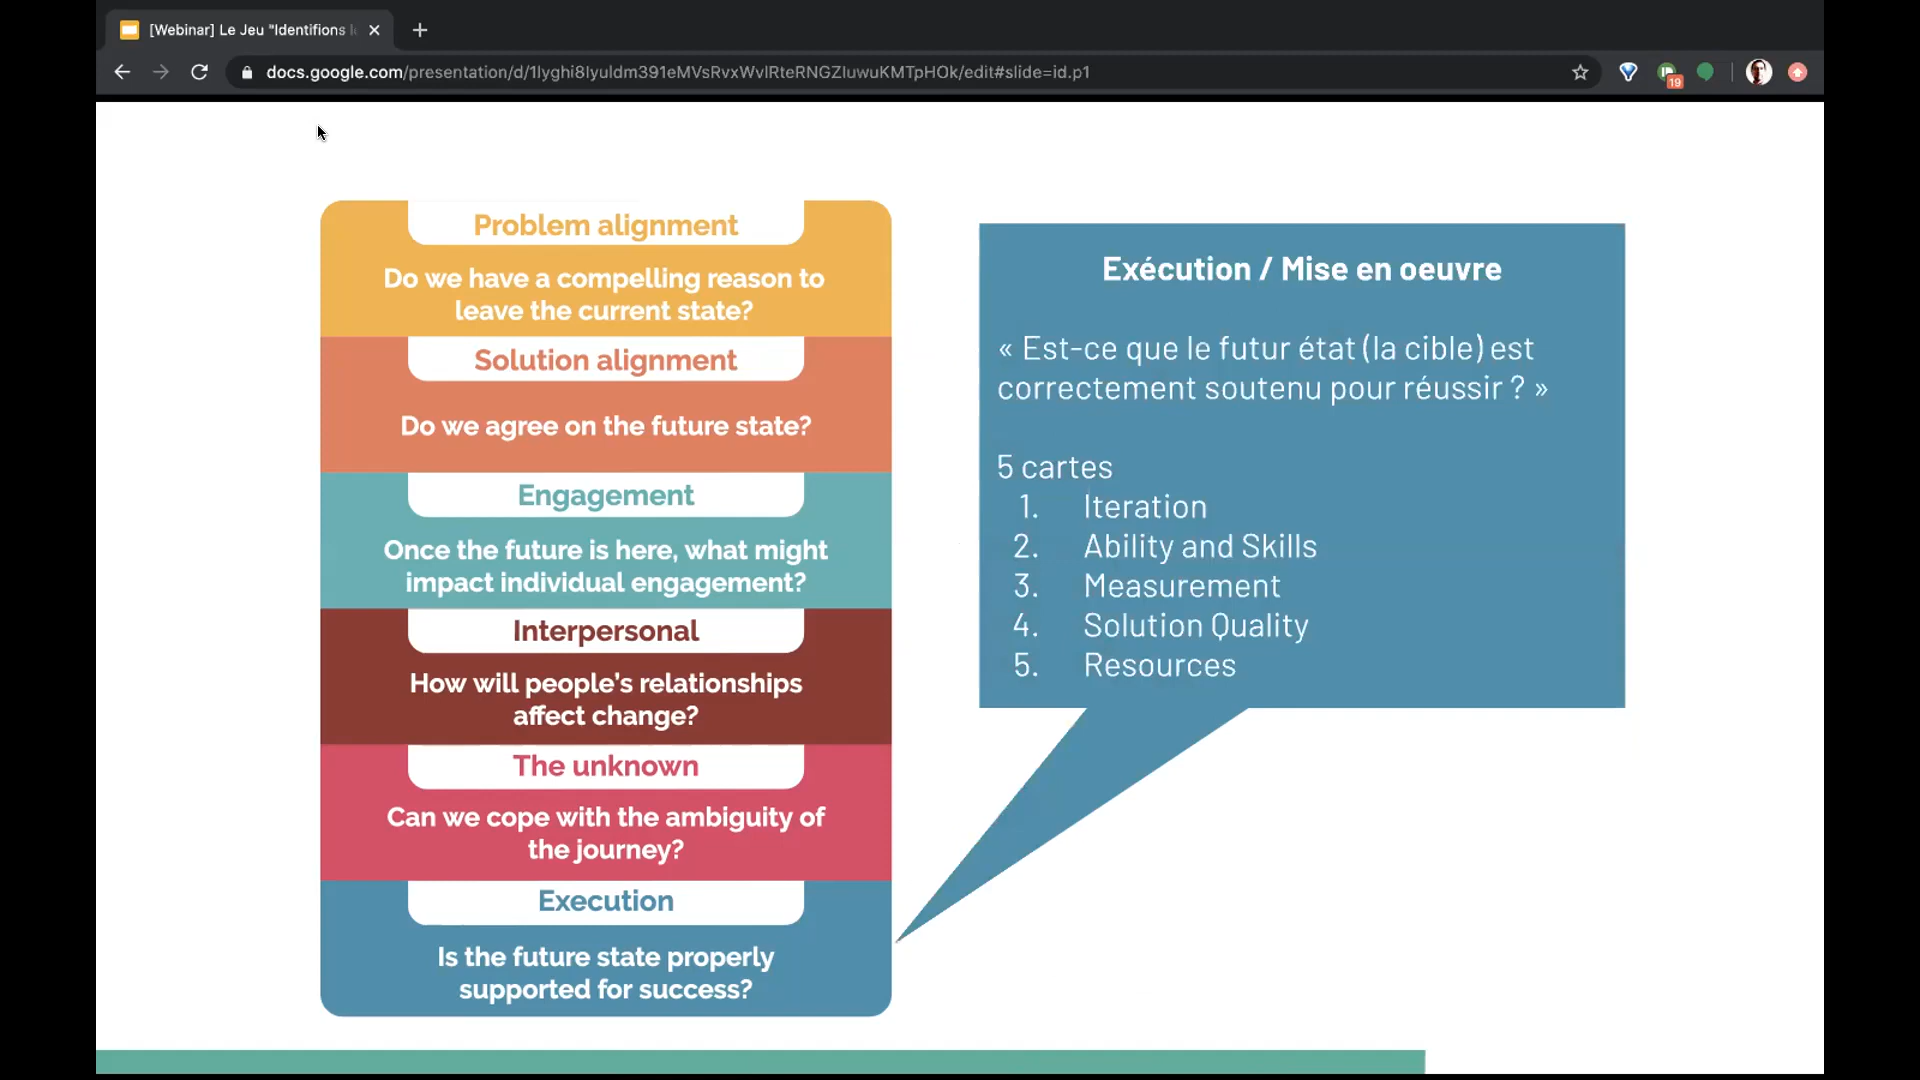 [Webinar] Le Jeu "Identifions
docs.google.com/presentation/d/1lyghi8lyuldm391eMVsRvxWvlRteRNGZIuwuKMTpHOk/edit#slide=id.p1
19
Problem alignment
Do we have a compelling reason to
leave the current state?
Solution alignment
Do we agree on the future state?
Engagement
Once the future is here, what might
impact individual engagement?
Interpersonal
How will people's relationships
affect change?
The unknown
Can we cope with the ambiguity of
the journey?
Execution
Is the future state properly
supported for success?
Exécution / Mise en oeuvre
« Est-ce que le futur état (la cible) est
correctement soutenu pour réussir ? »
5 cartes
1. Iteration
2. Ability and Skills
3. Measurement
4. Solution Quality
5. Resources